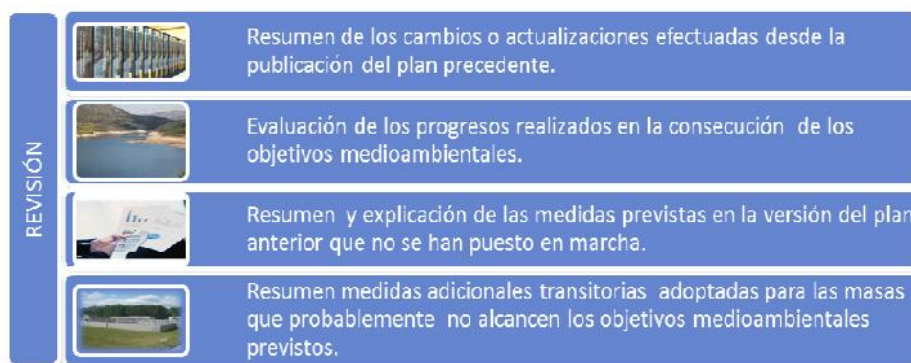 REVISIÓN
Resumen de los cambios o actualizaciones efectuadas desde la
publicación del plan precedente.
Evaluación de los progresos realizados en la consecución de los
objetivos medioambientales.
Resumen y explicación de las medidas previstas en la versión del plan
anterior que no se han puesto en marcha.
Resumen medidas adicionales transitorias adoptadas para las masas
que probablemente no alcancen los objetivos medioambientales
previstos.